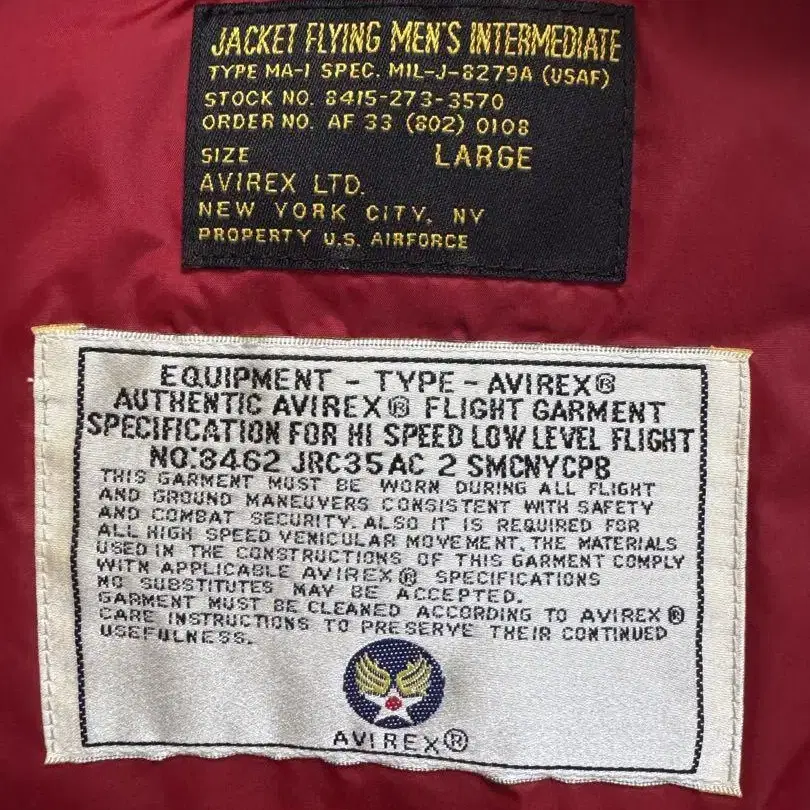 JACKET FLYING MEN'S INTERMEDIATE
TYPE MA-1 SPEC. MIL-J-8279A (USAF)
STOCK NO. 8415-273-3570
ORDER NO. AF 33 (802) 0108
SIZE LARGE
AVIREX LTD.
NEW YORK CITY, NY
PROPERTY U.S. AIRFORCE
EQUIPMENT - TYPE - AVIREX®
AUTHENTIC AVIREX® FLIGHT GARMENT
SPECIFICATION FOR HI SPEED LOW LEVEL FLIGHT
NO.8462 JRC35AC 2 SMCNYCPB
THIS GARMENT MUST BE WORN DURING ALL FLIGHT
AND GROUND MANEUVERS CONSISTENT WITH SAFETY
AND COMBAT SECURITY. ALSO IT IS REQUIRED FOR
ALL HIGH SPEED VENICULAR MOVEMENT. THE MATERIALS
USED IN THE CONSTRUCTIONS OF THIS GARMENT COMPLY
WITH APPLICABLE AVIREX® SPECIFICATIONS
NO SUBSTITUTES MAY BE ACCEPTED.
GARMENT MUST BE CLEANED ACCORDING TO AVIREX®
CARE INSTRUCTIONS TO PRESERVE THEIR CONTINUED
USEFULNESS.
AVIREX®